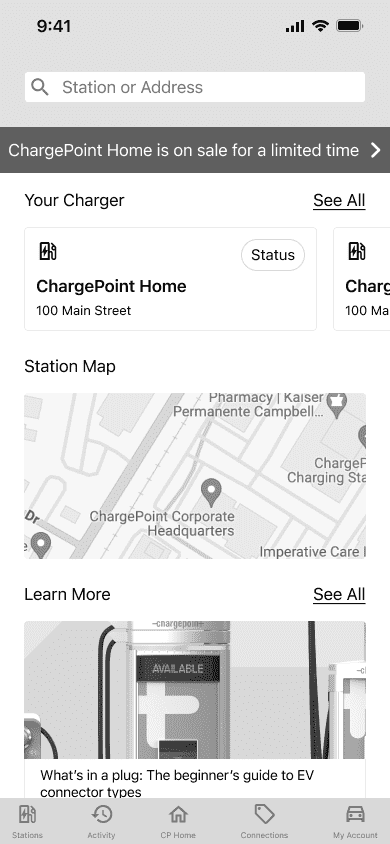 9:41
Station or Address
ChargePoint Home is on sale for a limited time
Your Charger
See All
Status
ChargePoint Home
100 Main Street
Charg
100 Ma
Station Map
Pharmacy | Kaiser
Permanente Campbell...
ChargeP
Charging Sta
ChargePoint Corporate
Headquarters
Dr
e
Imperative Care I
Learn More
See All
-chargepoin+
AVAILABLE
What's in a plug: The beginner's guide to EV
connector types
Stations
Activity
CP Home
Connections
My Account